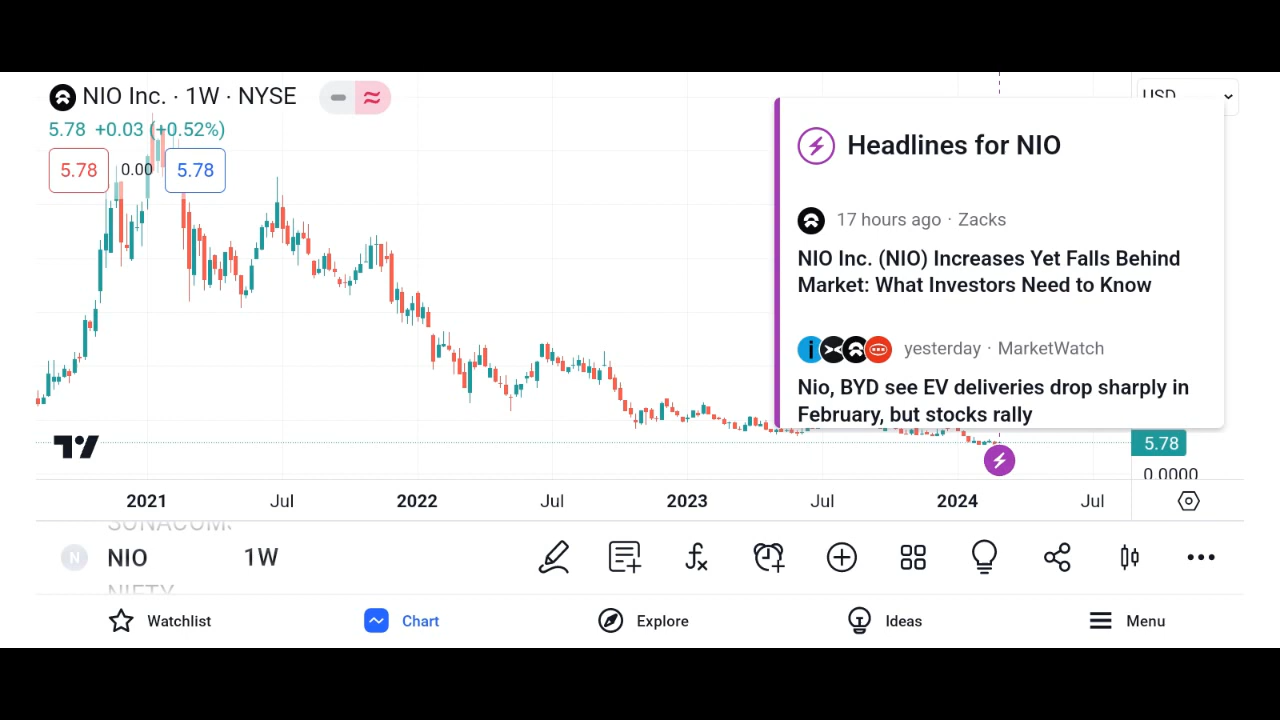 NIO Inc. · 1W · NYSE
USD
5.78 +0.03 (+0.52%)
5.78 0.00 5.78
Headlines for NIO
17 hours ago · Zacks
NIO Inc. (NIO) Increases Yet Falls Behind
Market: What Investors Need to Know
yesterday · MarketWatch
Nio, BYD see EV deliveries drop sharply in
February, but stocks rally
5.78
0.0000
2021 Jul 2022 Jul 2023 Jul 2024 Jul
SONACOMS
N NIO 1W
NIFTY
Watchlist Chart Explore Ideas Menu